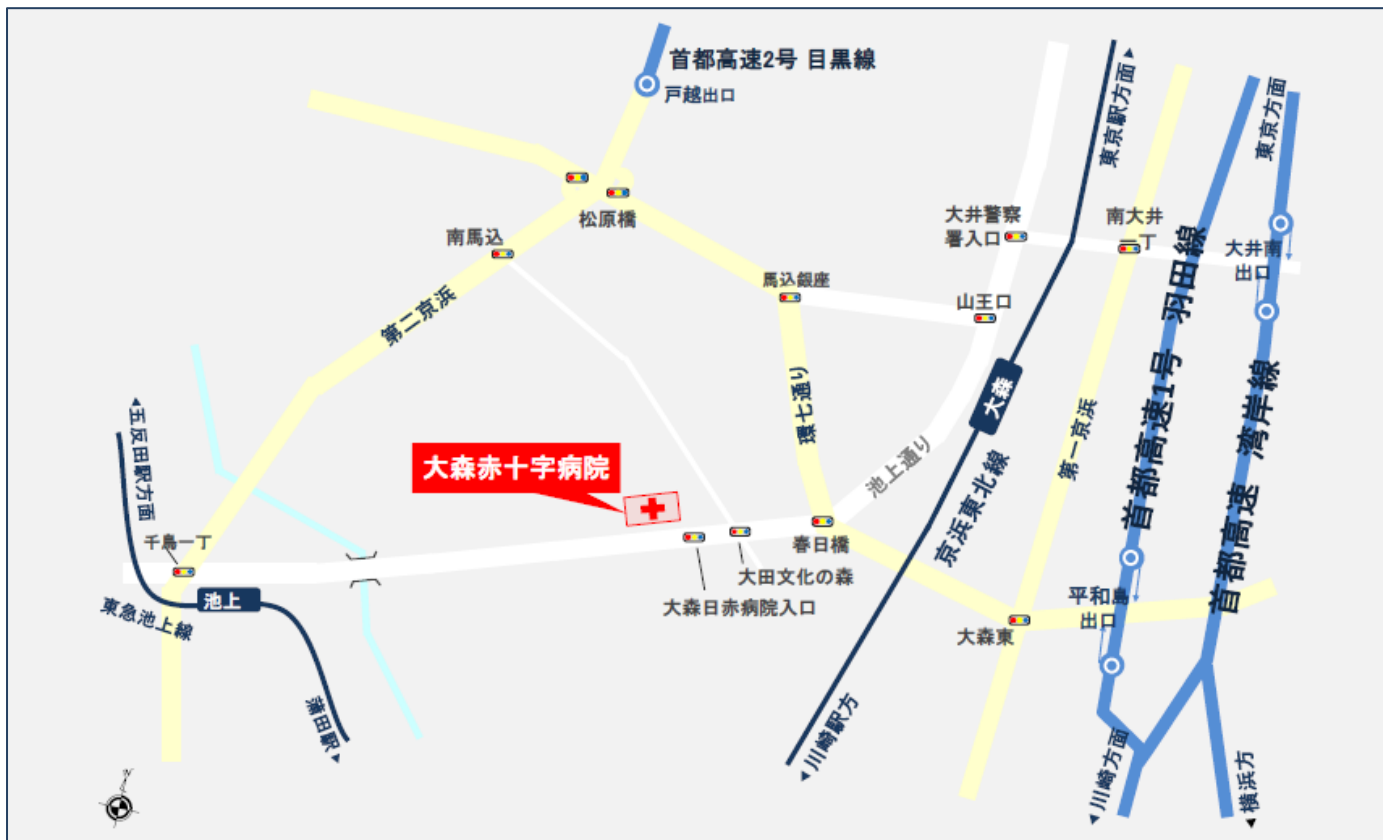 首都高速2号 目黒線
戸越出口
東京駅方面
東京方面
松原橋
南馬込
大井警察
署入口
南大井
一丁
大井南
出口
馬込銀座
山王口
第二京浜
環七通り
大森
首都高速1号 羽田線
首都高速 湾岸線
第一京浜
池上通り
五反田駅方面
大森赤十字病院
京浜東北線
千鳥一丁
春日橋
大田文化の森
大森日赤病院入口
池上
東急池上線
平和島
出口
大森東
蒲田駅
川崎駅方
川崎方面
横浜方
N